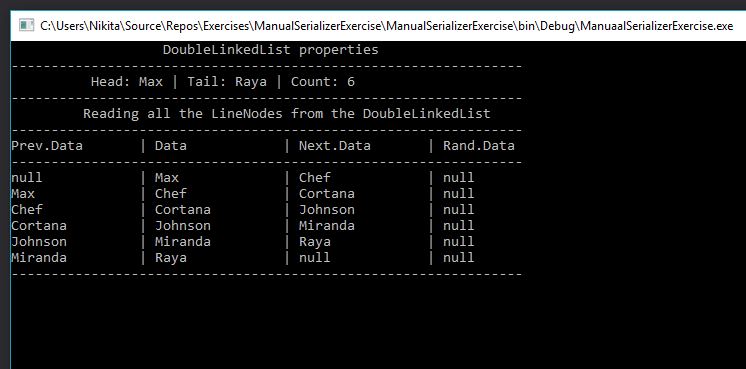 C:\Users\Nikita\Source\Repos\Exercises\ManualSerializerExercise\ManualSerializerExercise\bin\Debug\ManuaalSerializerExercise.exe
DoubleLinkedList properties
----------------------------------------------------------------
Head: Max | Tail: Raya | Count: 6
----------------------------------------------------------------
Reading all the LineNodes from the DoubleLinkedList
----------------------------------------------------------------
Prev.Data | Data | Next.Data | Rand.Data
----------------------------------------------------------------
null | Max | Chef | null
Max | Chef | Cortana | null
Chef | Cortana | Johnson | null
Cortana | Johnson | Miranda | null
Johnson | Miranda | Raya | null
Miranda | Raya | null | null
----------------------------------------------------------------